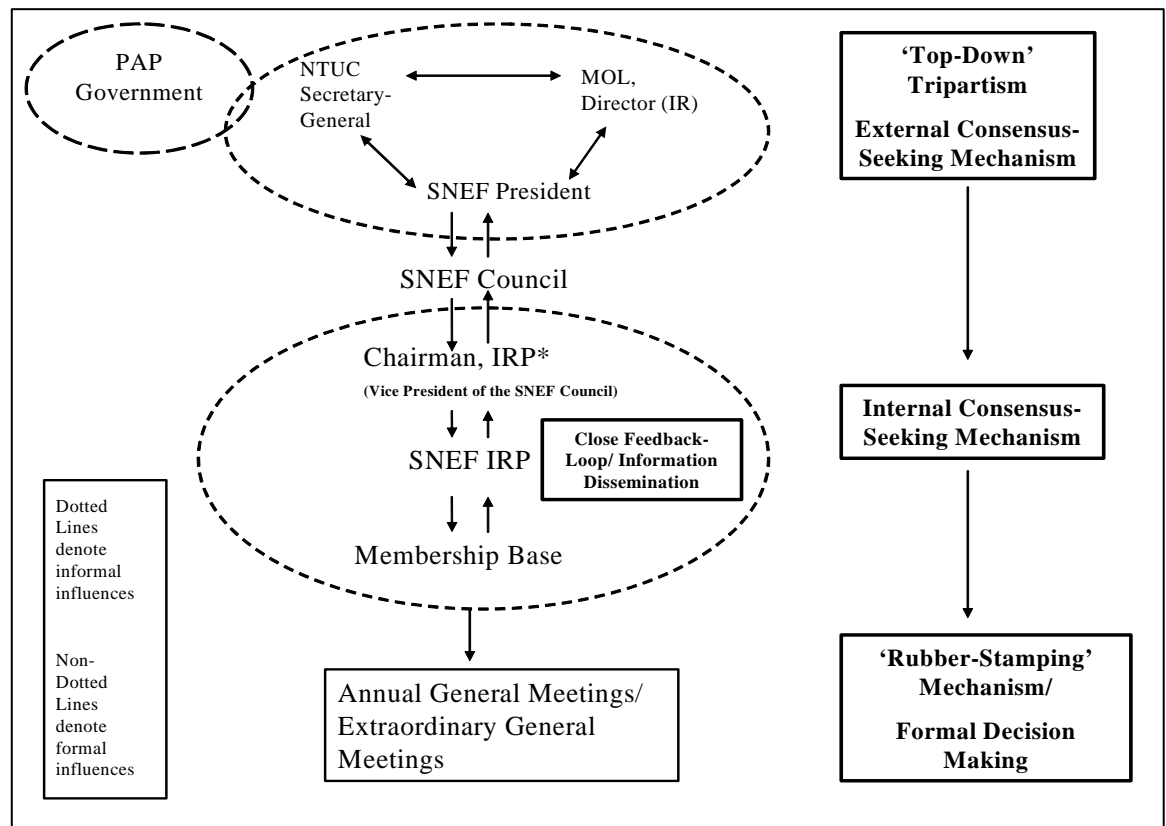 PAP
Government
NTUC
Secretary-
General
MOL,
Director (IR)
SNEF President
SNEF Council
Chairman, IRP*
(Vice President of the SNEF Council)
SNEF IRP
Close Feedback-
Loop/ Information
Dissemination
Membership Base
Annual General Meetings/
Extraordinary General
Meetings
Dotted
Lines
denote
informal
influences
Non-
Dotted
Lines
denote
formal
influences
‘Top-Down’
Tripartism
External Consensus-
Seeking Mechanism
Internal Consensus-
Seeking Mechanism
‘Rubber-Stamping’
Mechanism/
Formal Decision
Making